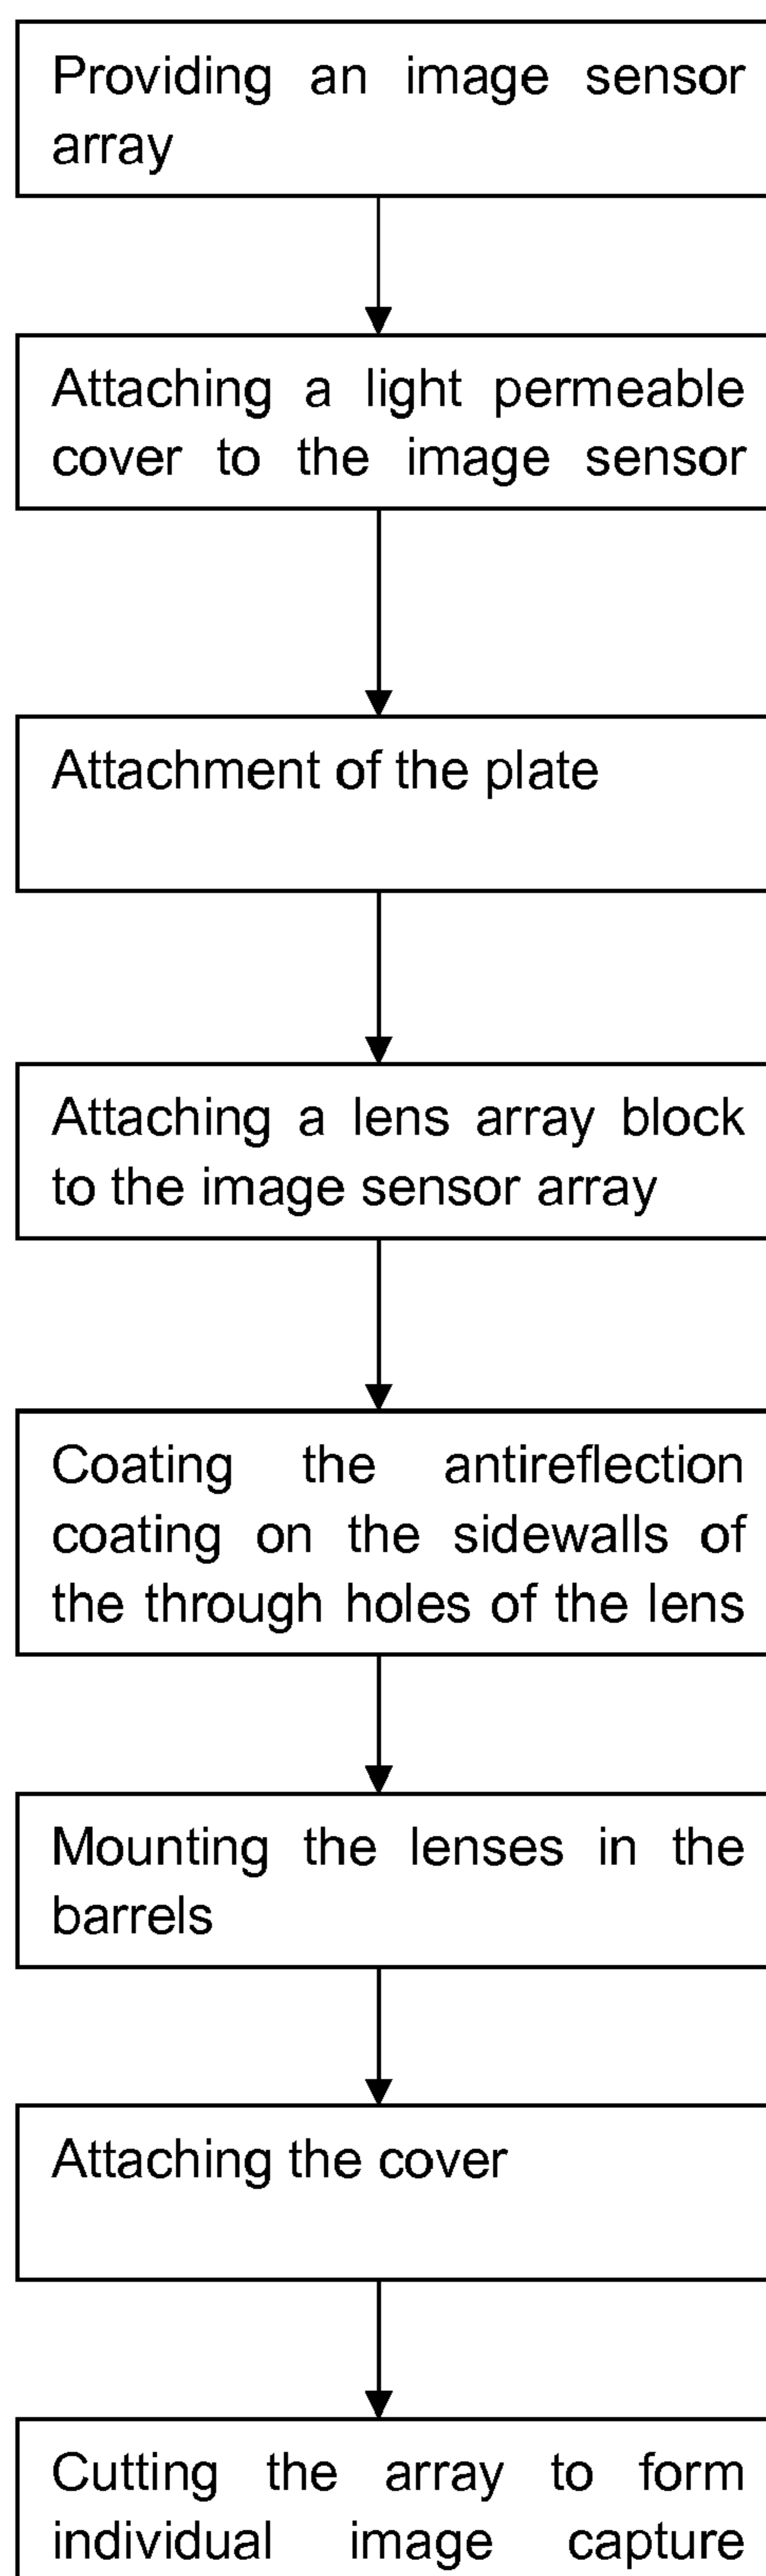 Providing an image sensor
array
Attaching a light permeable
cover to the image sensor
Attachment of the plate
Attaching a lens array block
to the image sensor array
Coating the antireflection
coating on the sidewalls of
the through holes of the lens
Mounting the lenses in the
barrels
Attaching the cover
Cutting the array to form
individual image capture